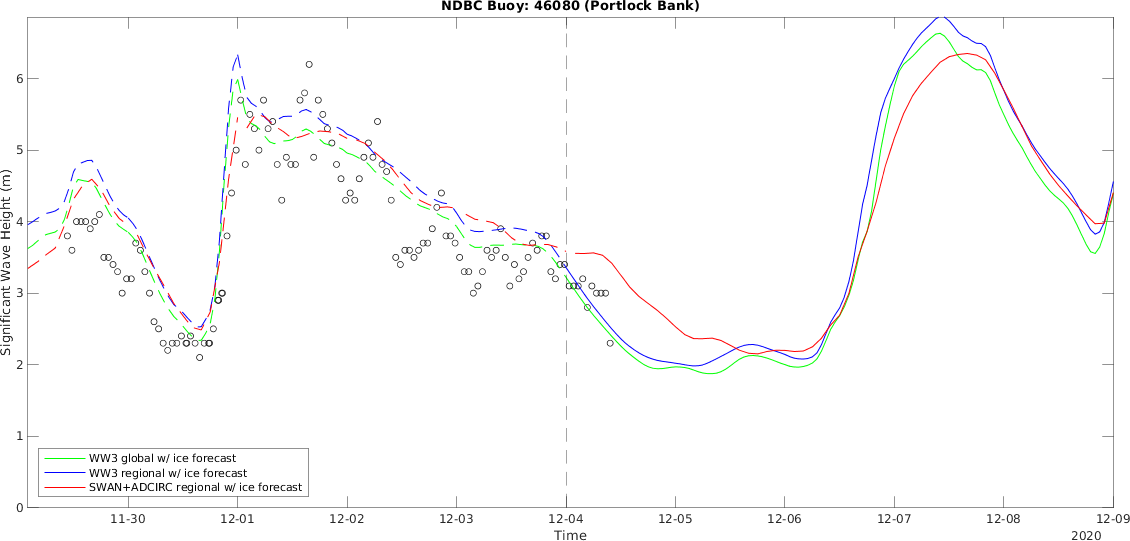 NDBC Buoy: 46080 (Portlock Bank)
Significant Wave Height (m)
6
5
4
3
2
1
0
WW3 global w/ ice forecast
WW3 regional w/ ice forecast
SWAN+ADCIRC regional w/ ice forecast
11-30 12-01 12-02 12-03 12-04 12-05 12-06 12-07 12-08 12-09
Time
2020